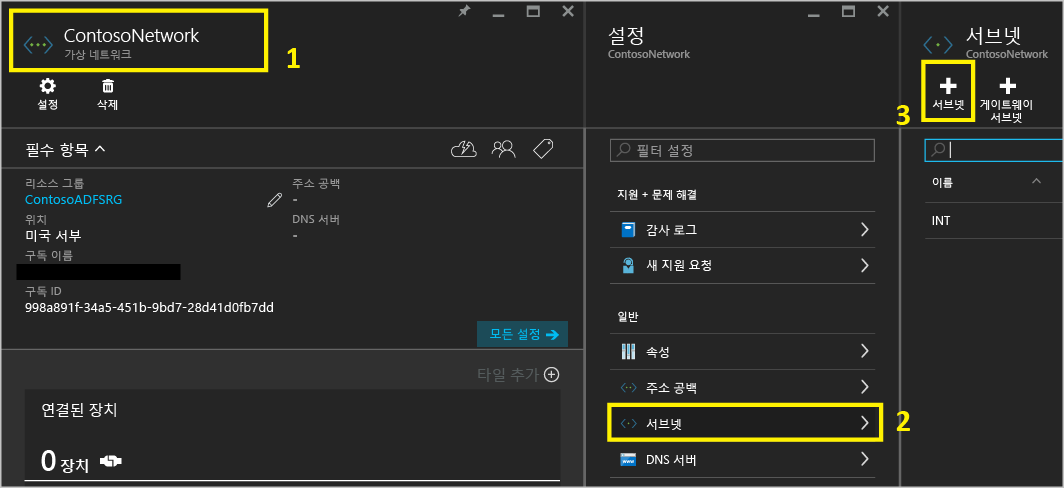 ContosoNetwork
가상 네트워크
1
설정
삭제
필수 항목
리소스 그룹
ContosoADFSRG
위치
미국 서부
구독 이름
구독 ID
998a891f-34a5-451b-9bd7-28d41d0fb7dd
주소 공백
-
DNS 서버
-
모든 설정
타일 추가
연결된 장치
0 장치
설정
ContosoNetwork
필터 설정
지원 + 문제 해결
감사 로그
새 지원 요청
일반
속성
주소 공백
서브넷
2
DNS 서버
서브넷
ContosoNetwork
3
서브넷
게이트웨이
서브넷
이름
INT